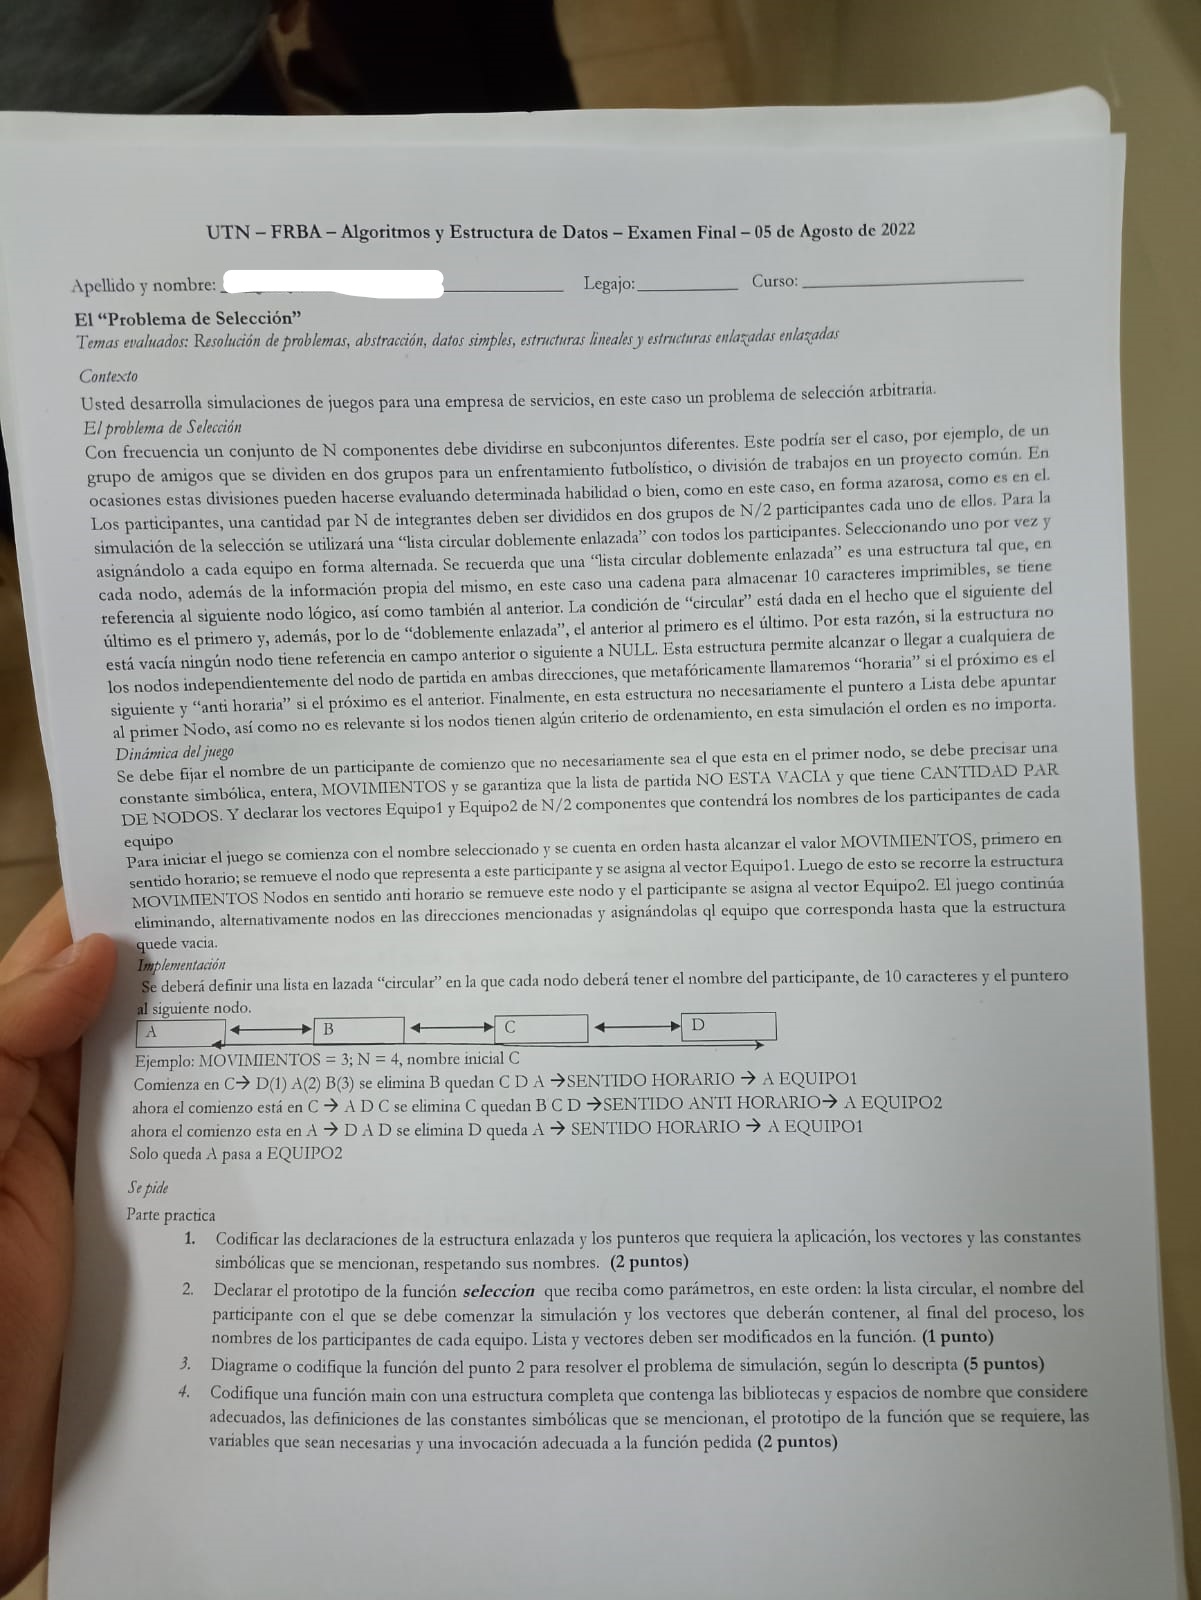 UTN – FRBA – Algoritmos y Estructura de Datos – Examen Final – 05 de Agosto de 2022
Apellido y nombre: Legajo: Curso:
El “Problema de Selección”
Temas evaluados: Resolución de problemas, abstracción, datos simples, estructuras lineales y estructuras enlazadas enlazadas
Contexto
Usted desarrolla simulaciones de juegos para una empresa de servicios, en este caso un problema de selección arbitraria.
El problema de Selección
Con frecuencia un conjunto de N componentes debe dividirse en subconjuntos diferentes. Este podría ser el caso, por ejemplo, de un
grupo de amigos que se dividen en dos grupos para un enfrentamiento futbolístico, o división de trabajos en un proyecto común. En
ocasiones estas divisiones pueden hacerse evaluando determinada habilidad o bien, como en este caso, en forma azarosa, como es en el.
Los participantes, una cantidad par N de integrantes deben ser divididos en dos grupos de N/2 participantes cada uno de ellos. Para la
simulación de la selección se utilizará una “lista circular doblemente enlazada” con todos los participantes. Seleccionando uno por vez y
asignándolo a cada equipo en forma alternada. Se recuerda que una “lista circular doblemente enlazada” es una estructura tal que, en
cada nodo, además de la información propia del mismo, en este caso una cadena para almacenar 10 caracteres imprimibles, se tiene
referencia al siguiente nodo lógico, así como también al anterior. La condición de “circular” está dada en el hecho que el siguiente del
último es el primero y, además, por lo de “doblemente enlazada”, el anterior al primero es el último. Por esta razón, si la estructura no
está vacía ningún nodo tiene referencia en campo anterior o siguiente a NULL. Esta estructura permite alcanzar o llegar a cualquiera de
los nodos independientemente del nodo de partida en ambas direcciones, que metafóricamente llamaremos “horaria” si el próximo es el
siguiente y “anti horaria” si el próximo es el anterior. Finalmente, en esta estructura no necesariamente el puntero a Lista debe apuntar
al primer Nodo, así como no es relevante si los nodos tienen algún criterio de ordenamiento, en esta simulación el orden es no importa.
Dinámica del juego
Se debe fijar el nombre de un participante de comienzo que no necesariamente sea el que esta en el primer nodo, se debe precisar una
constante simbólica, entera, MOVIMIENTOS y se garantiza que la lista de partida NO ESTA VACIA y que tiene CANTIDAD PAR
DE NODOS. Y declarar los vectores Equipo1 y Equipo2 de N/2 componentes que contendrá los nombres de los participantes de cada
equipo
Para iniciar el juego se comienza con el nombre seleccionado y se cuenta en orden hasta alcanzar el valor MOVIMIENTOS, primero en
sentido horario; se remueve el nodo que representa a este participante y se asigna al vector Equipo1. Luego de esto se recorre la estructura
MOVIMIENTOS Nodos en sentido anti horario se remueve este nodo y el participante se asigna al vector Equipo2. El juego continúa
eliminando, alternativamente nodos en las direcciones mencionadas y asignándolas ql equipo que corresponda hasta que la estructura
quede vacia.
Implementación
Se deberá definir una lista en lazada “circular” en la que cada nodo deberá tener el nombre del participante, de 10 caracteres y el puntero
al siguiente nodo.
A B C D
Ejemplo: MOVIMIENTOS = 3; N = 4, nombre inicial C
Comienza en C→ D(1) A(2) B(3) se elimina B quedan C D A →SENTIDO HORARIO → A EQUIPO1
ahora el comienzo está en C → A D C se elimina C quedan B C D →SENTIDO ANTI HORARIO→ A EQUIPO2
ahora el comienzo esta en A → D A D se elimina D queda A → SENTIDO HORARIO → A EQUIPO1
Solo queda A pasa a EQUIPO2
Se pide
Parte practica
1. Codificar las declaraciones de la estructura enlazada y los punteros que requiera la aplicación, los vectores y las constantes
simbólicas que se mencionan, respetando sus nombres. (2 puntos)
2. Declarar el prototipo de la función seleccion que reciba como parámetros, en este orden: la lista circular, el nombre del
participante con el que se debe comenzar la simulación y los vectores que deberán contener, al final del proceso, los
nombres de los participantes de cada equipo. Lista y vectores deben ser modificados en la función. (1 punto)
3. Diagrame o codifique la función del punto 2 para resolver el problema de simulación, según lo descripta (5 puntos)
4. Codifique una función main con una estructura completa que contenga las bibliotecas y espacios de nombre que considere
adecuados, las definiciones de las constantes simbólicas que se mencionan, el prototipo de la función que se requiere, las
variables que sean necesarias y una invocación adecuada a la función pedida (2 puntos)